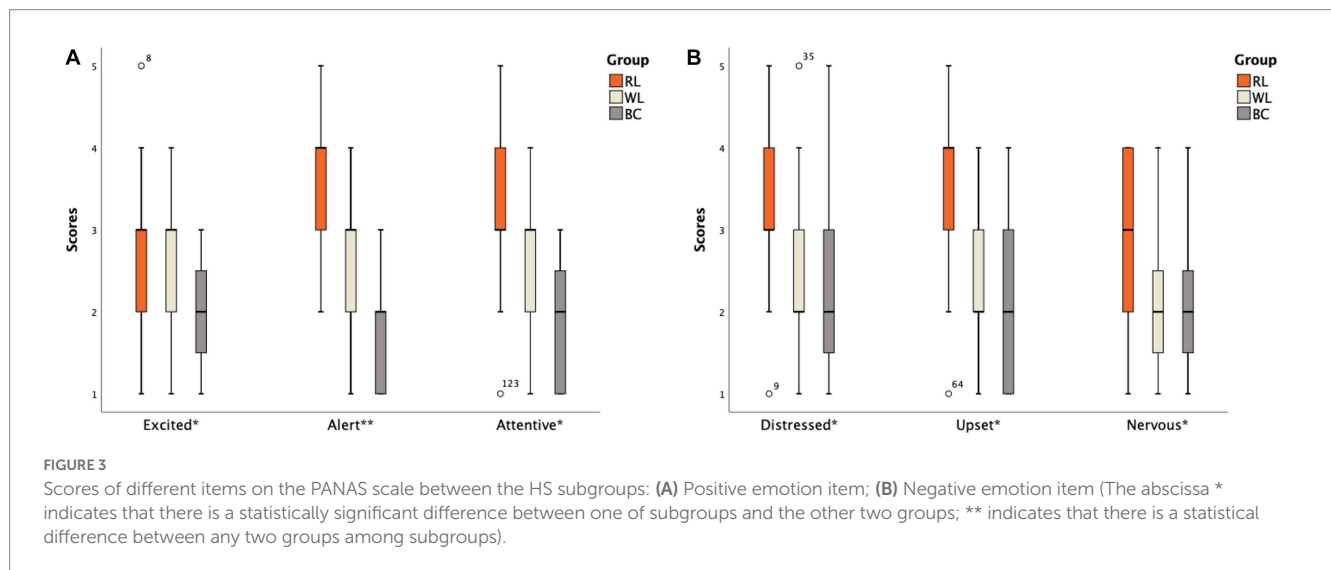 A
B
Group
RL
WL
BC
Group
RL
WL
BC
Scores
5
4
3
2
1
8
123
Excited*
Alert**
Attentive*
Scores
5
4
3
2
1
35
9
64
Distressed*
Upset*
Nervous*
FIGURE 3
Scores of different items on the PANAS scale between the HS subgroups: (A) Positive emotion item; (B) Negative emotion item (The abscissa *
indicates that there is a statistically significant difference between one of subgroups and the other two groups; ** indicates that there is a statistical
difference between any two groups among subgroups).